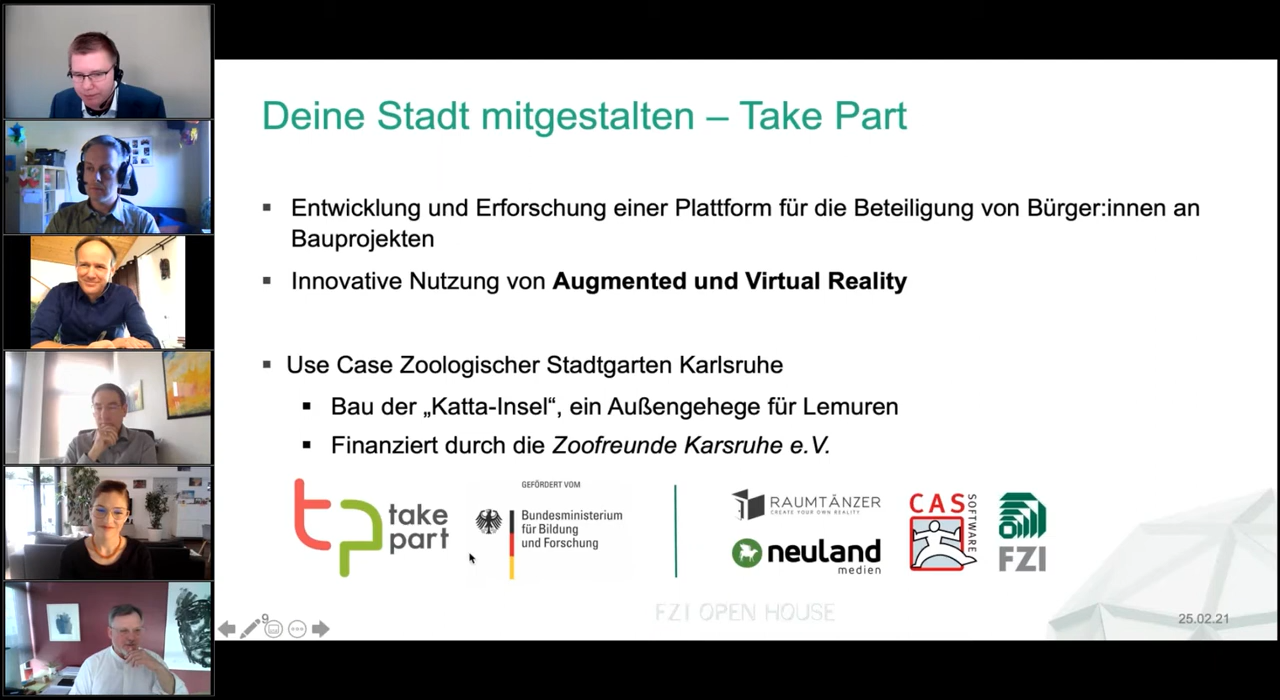 Deine Stadt mitgestalten – Take Part
Entwicklung und Erforschung einer Plattform für die Beteiligung von Bürger:innen an
Bauprojekten
Innovative Nutzung von Augmented und Virtual Reality
Use Case Zoologischer Stadtgarten Karlsruhe
Bau der „Katta-Insel“, ein Außengehege für Lemuren
Finanziert durch die Zoofreunde Karsruhe e.V.
tp take
part
GEFÖRDERT VOM
Bundesministerium
für Bildung
und Forschung
RAUMTÄNZER
CREATE YOUR OWN REALITY
neuland
medien
CAS
SOFTWARE
FZI
FZI OPEN HOUSE
25.02.21
9